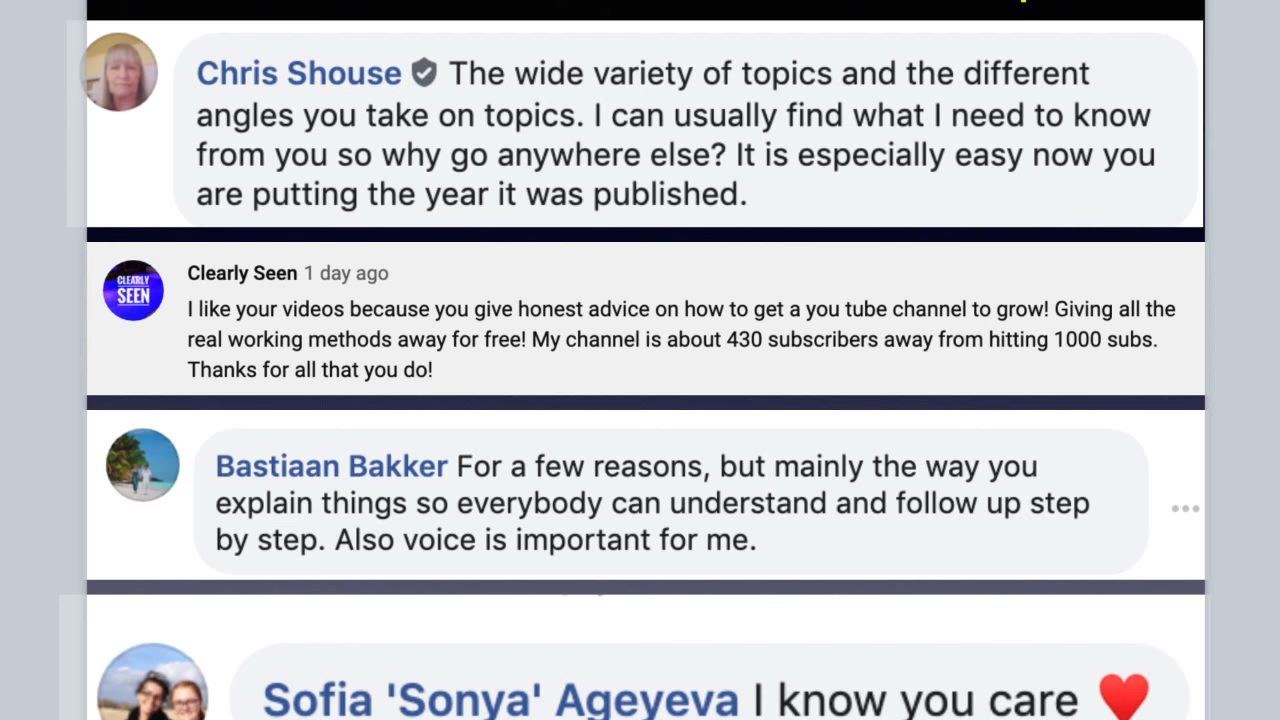 Chris Shouse The wide variety of topics and the different
angles you take on topics. I can usually find what I need to know
from you so why go anywhere else? It is especially easy now you
are putting the year it was published.
CLEARLY
SEEN
Clearly Seen 1 day ago
I like your videos because you give honest advice on how to get a you tube channel to grow! Giving all the
real working methods away for free! My channel is about 430 subscribers away from hitting 1000 subs.
Thanks for all that you do!
Bastiaan Bakker For a few reasons, but mainly the way you
explain things so everybody can understand and follow up step
by step. Also voice is important for me.
Sofia 'Sonya' Ageyeva I know you care ❤️